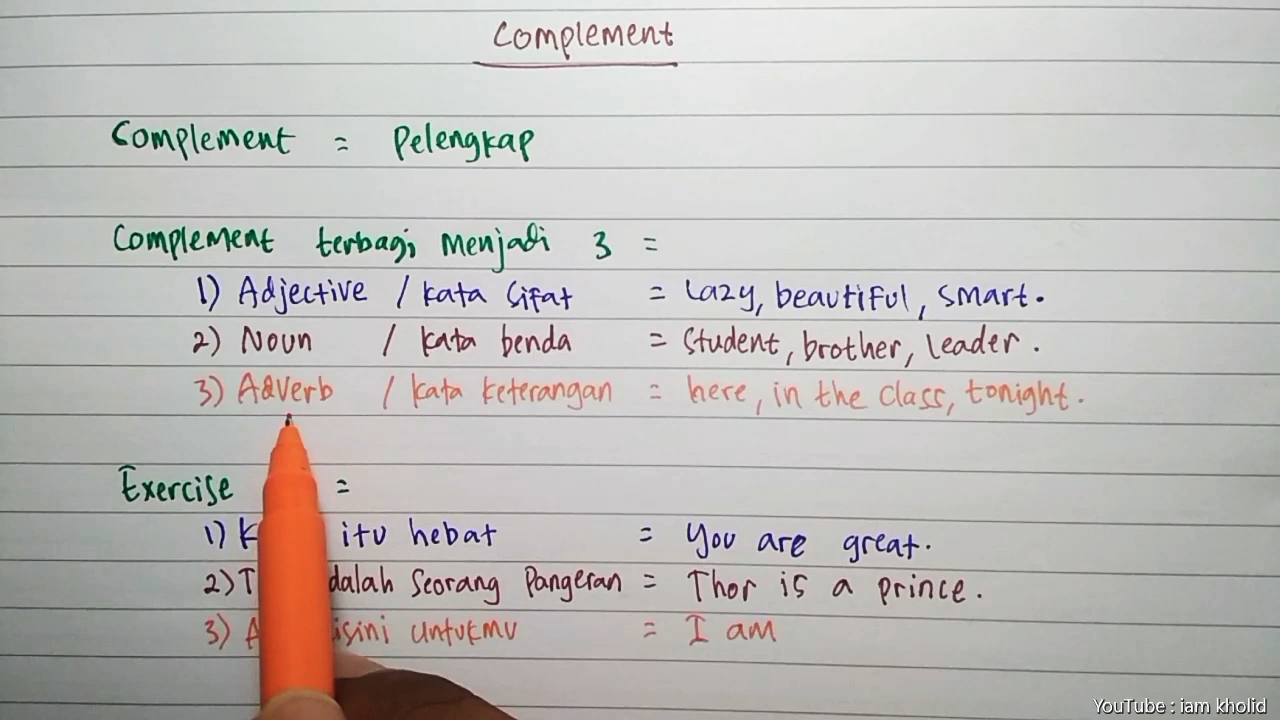 Complement
Complement = Pelengkap
Complement terbagi menjadi 3 =
1) Adjective / kata sifat = lazy, beautiful, smart.
2) Noun / kata benda = student, brother, leader.
3) Adverb / kata keterangan = here, in the class, tonight.
Exercise =
1) K itu hebat = You are great.
2) T dalah seorang pangeran = Thor is a prince.
3) A isini untukmu = I am
YouTube : iam kholid